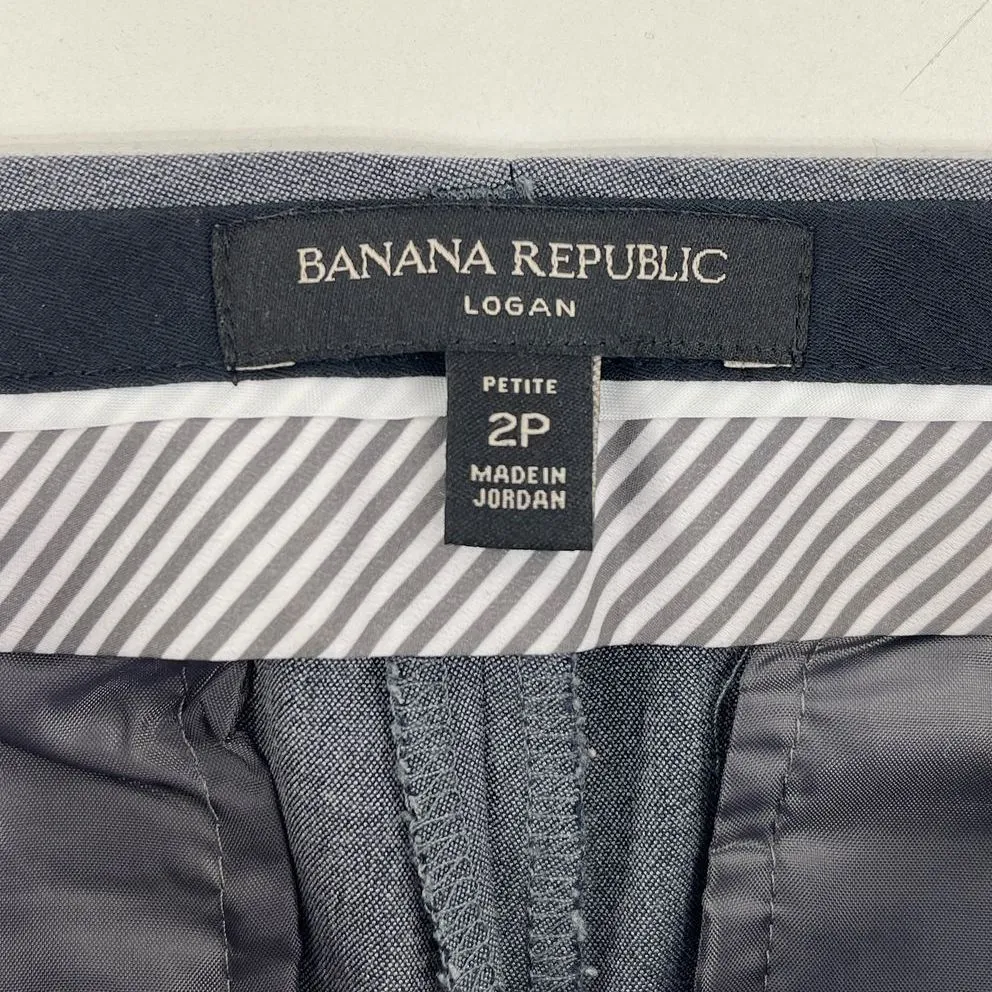 BANANA REPUBLIC
LOGAN
PETITE
2P
MADE IN
JORDAN